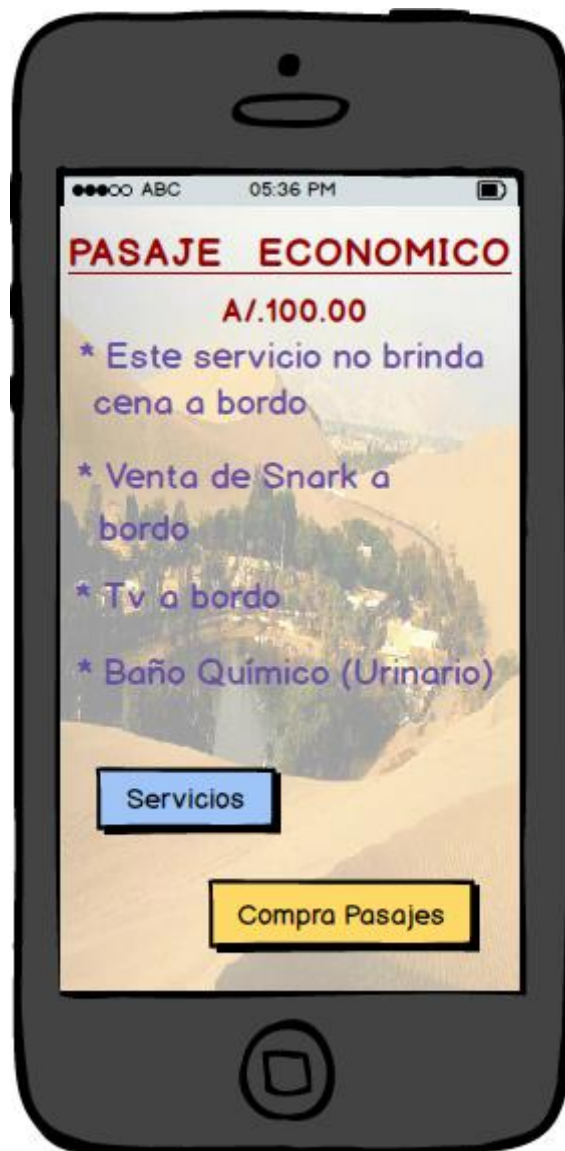 ABC 05:36 PM
PASAJE ECONOMICO
A/.100.00
* Este servicio no brinda
cena a bordo
* Venta de Snark a
bordo
* Tv a bordo
* Baño Químico (Urinario)
Servicios
Compra Pasajes